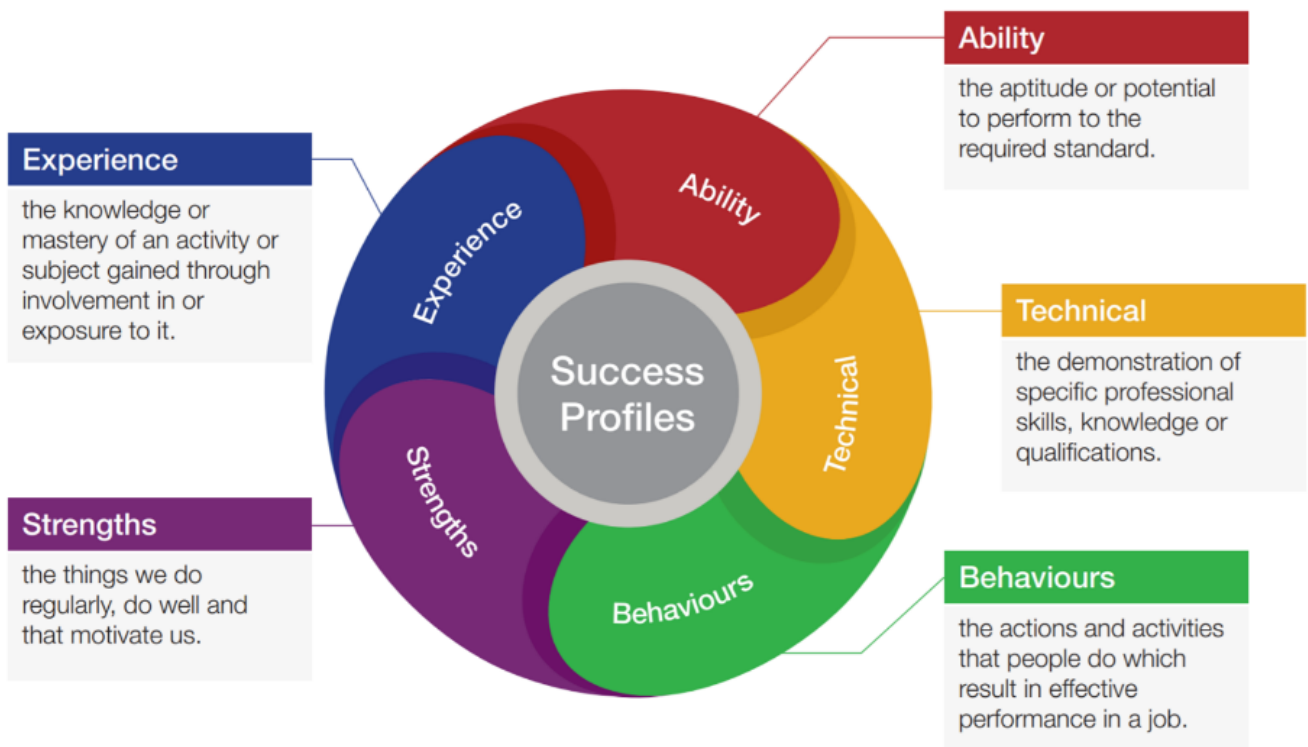 Ability
the aptitude or potential
to perform to the
required standard.
Experience
the knowledge or
mastery of an activity or
subject gained through
involvement in or
exposure to it.
Technical
the demonstration of
specific professional
skills, knowledge or
qualifications.
Strengths
the things we do
regularly, do well and
that motivate us.
Behaviours
the actions and activities
that people do which
result in effective
performance in a job.
Success
Profiles
Ability
Technical
Behaviours
Strengths
Experience